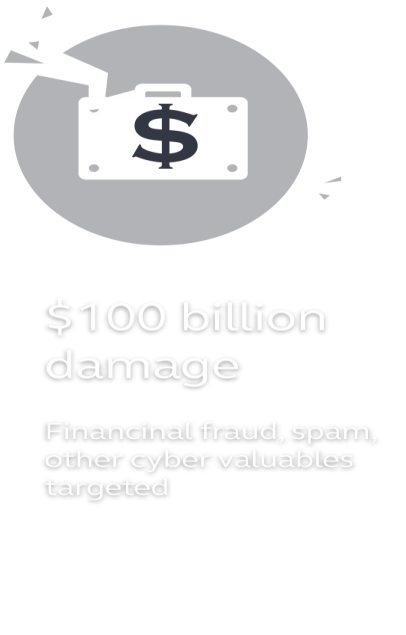 $
$100 billion
damage
Financinal fraud, spam,
other cyber valuables
targeted